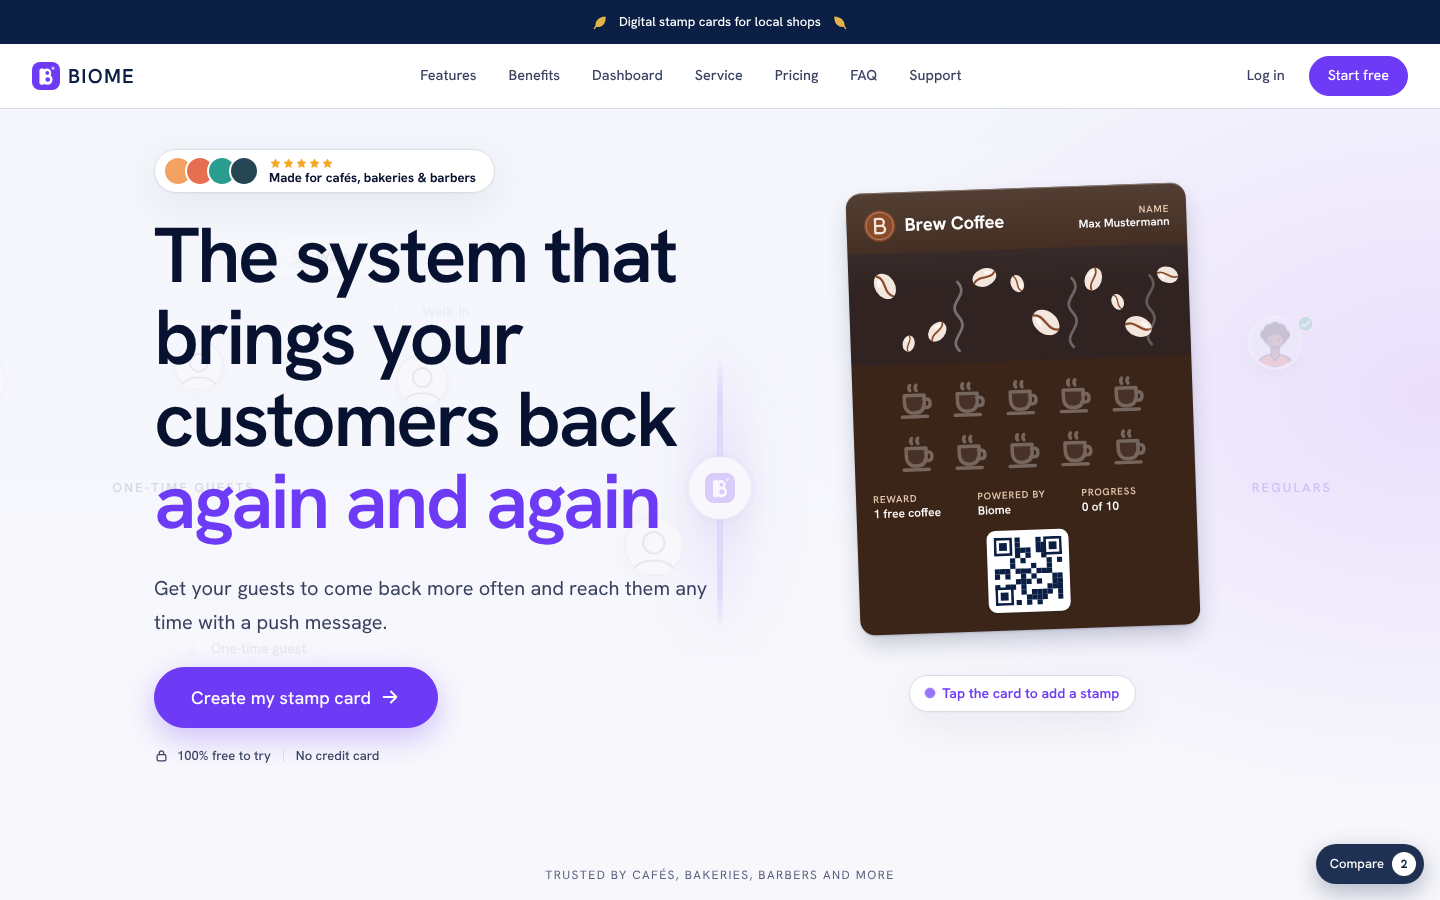 Digital stamp cards for local shops
BIOME
Features
Benefits
Dashboard
Service
Pricing
FAQ
Support
Log in
Start free
Made for cafés, bakeries & barbers
The system that
brings your
customers back
again and again
Walk-in
ONE-TIME GUESTS
REGULARS
Get your guests to come back more often and reach them any
time with a push message.
One-time guest
Create my stamp card
100% free to try
No credit card
B Brew Coffee
NAME
Max Mustermann
REWARD
1 free coffee
POWERED BY
Biome
PROGRESS
0 of 10
Tap the card to add a stamp
TRUSTED BY CAFÉS, BAKERIES, BARBERS AND MORE
Compare 2